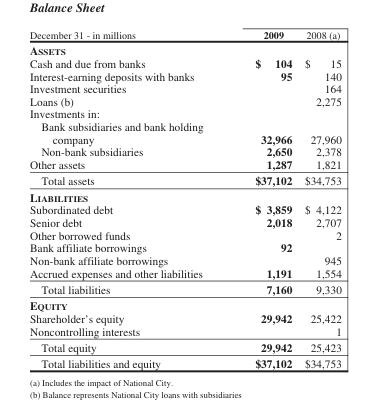 Balance Sheet
December 31 - in millions 2009 2008 (a)
ASSETS
Cash and due from banks $ 104 $ 15
Interest-earning deposits with banks 95 140
Investment securities 164
Loans (b) 2,275
Investments in:
Bank subsidiaries and bank holding
company 32,966 27,960
Non-bank subsidiaries 2,650 2,378
Other assets 1,287 1,821
Total assets $37,102 $34,753
LIABILITIES
Subordinated debt $ 3,859 $ 4,122
Senior debt 2,018 2,707
Other borrowed funds 2
Bank affiliate borrowings 92
Non-bank affiliate borrowings 945
Accrued expenses and other liabilities 1,191 1,554
Total liabilities 7,160 9,330
EQUITY
Shareholder's equity 29,942 25,422
Noncontrolling interests 1
Total equity 29,942 25,423
Total liabilities and equity $37,102 $34,753
(a) Includes the impact of National City.
(b) Balance represents National City loans with subsidiaries